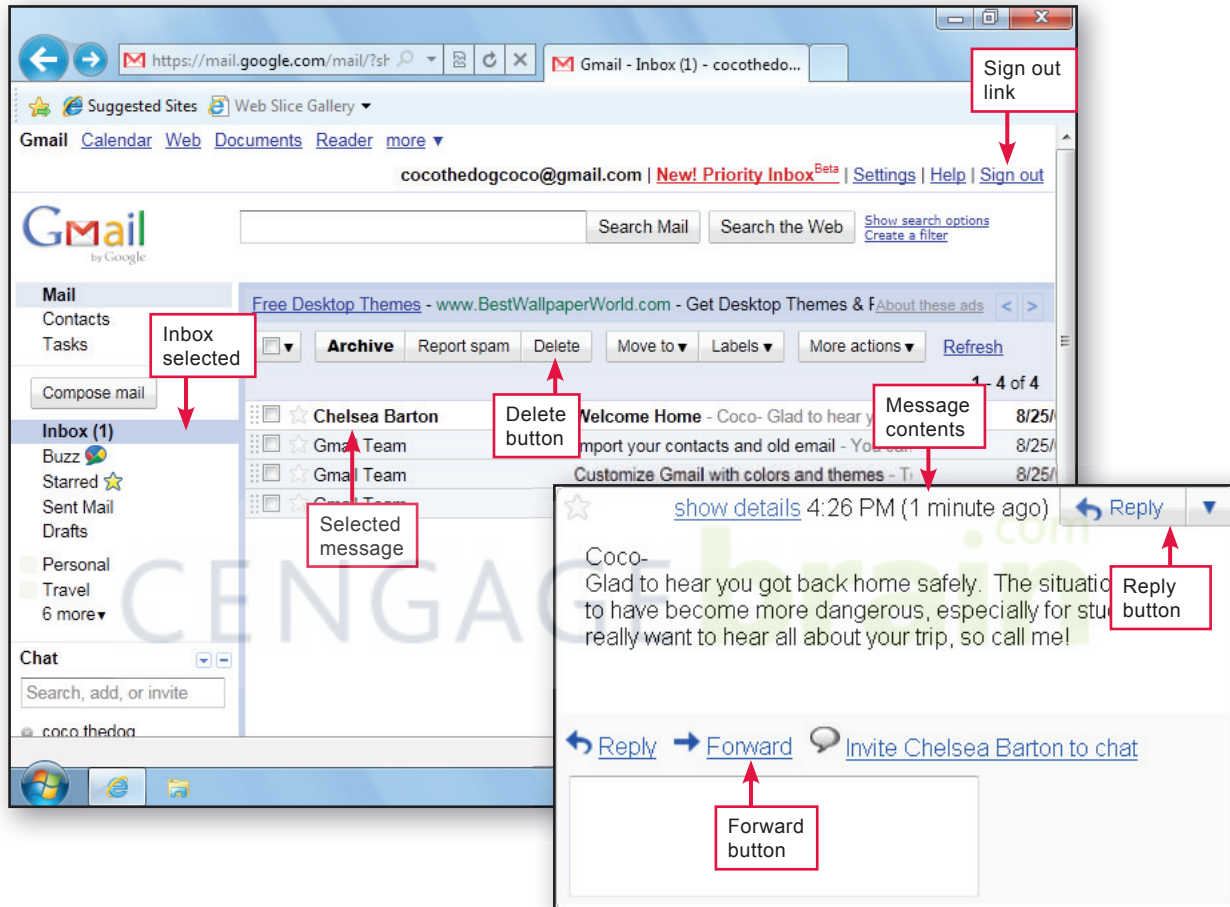 https://mail.google.com/mail/?sh
Gmail - Inbox (1) - cocothedo...
Sign out
link
Suggested Sites Web Slice Gallery
Gmail Calendar Web Documents Reader more
cocothedogcoco@gmail.com | New! Priority Inbox Beta | Settings | Help | Sign out
Gmail
by Google
Search Mail Search the Web Show search options
Create a filter
Mail
Contacts
Tasks
Inbox
selected
Free Desktop Themes - www.BestWallpaperWorld.com - Get Desktop Themes & About these ads < >
Archive Report spam Delete Move to Labels More actions Refresh
1 - 4 of 4
Compose mail
Delete
button
Message
contents
Inbox (1)
Buzz
Starred
Sent Mail
Drafts
Personal
Travel
6 more
Chelsea Barton Welcome Home - Coco- Glad to hear 8/25/
Gmail Team Import your contacts and old email - You can 8/25/
Gmail Team Customize Gmail with colors and themes - 8/25/
Gmail Team
Selected
message
Chat
Search, add, or invite
coco thedog
show details 4:26 PM (1 minute ago) Reply
Reply
button
Coco-
Glad to hear you got back home safely. The
to have become more dangerous, especially for
really want to hear all about your trip, so call me!
Reply Forward Invite Chelsea Barton to chat
Forward
button
CENGAGE brain .com